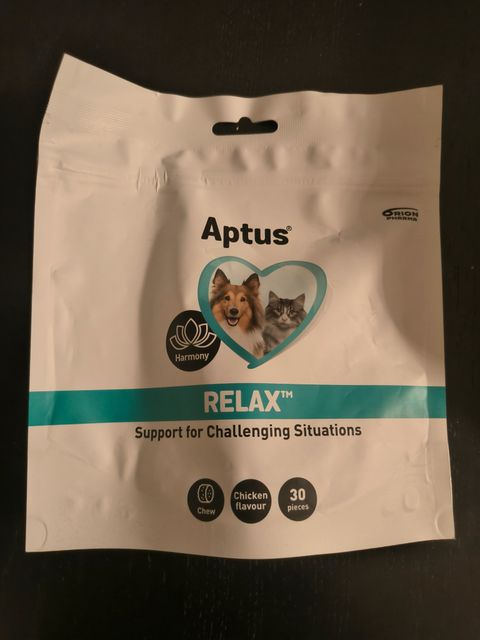 Aptus®
ORION
PHARMA
Harmony
RELAX™
Support for Challenging Situations
Chew
Chicken
flavour
30
pieces